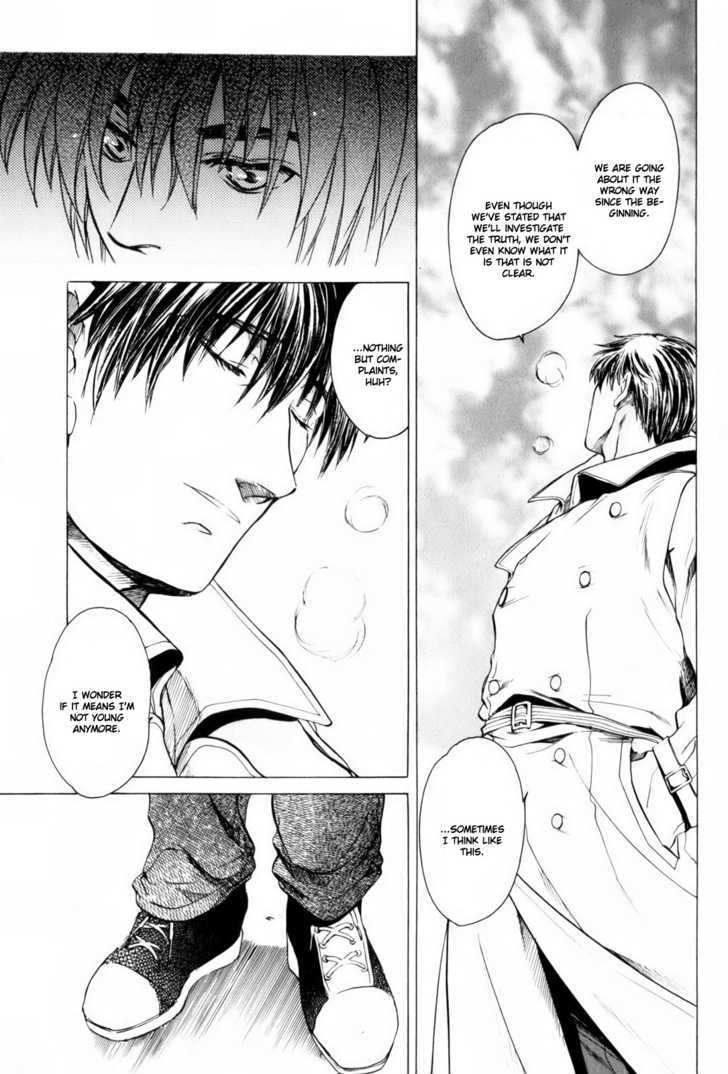 WE ARE GOING
ABOUT IT THE
WRONG WAY
SINCE THE BE-
GINNING.
EVEN THOUGH
WE'VE STATED THAT
WE'LL INVESTIGATE
THE TRUTH, WE DON'T
EVEN KNOW WHAT IT
IS THAT IS NOT
CLEAR.
...SOMETIMES
I THINK LIKE
THIS.
...NOTHING
BUT COM-
PLAINTS,
HUH?
I WONDER
IF IT MEANS I'M
NOT YOUNG
ANYMORE.